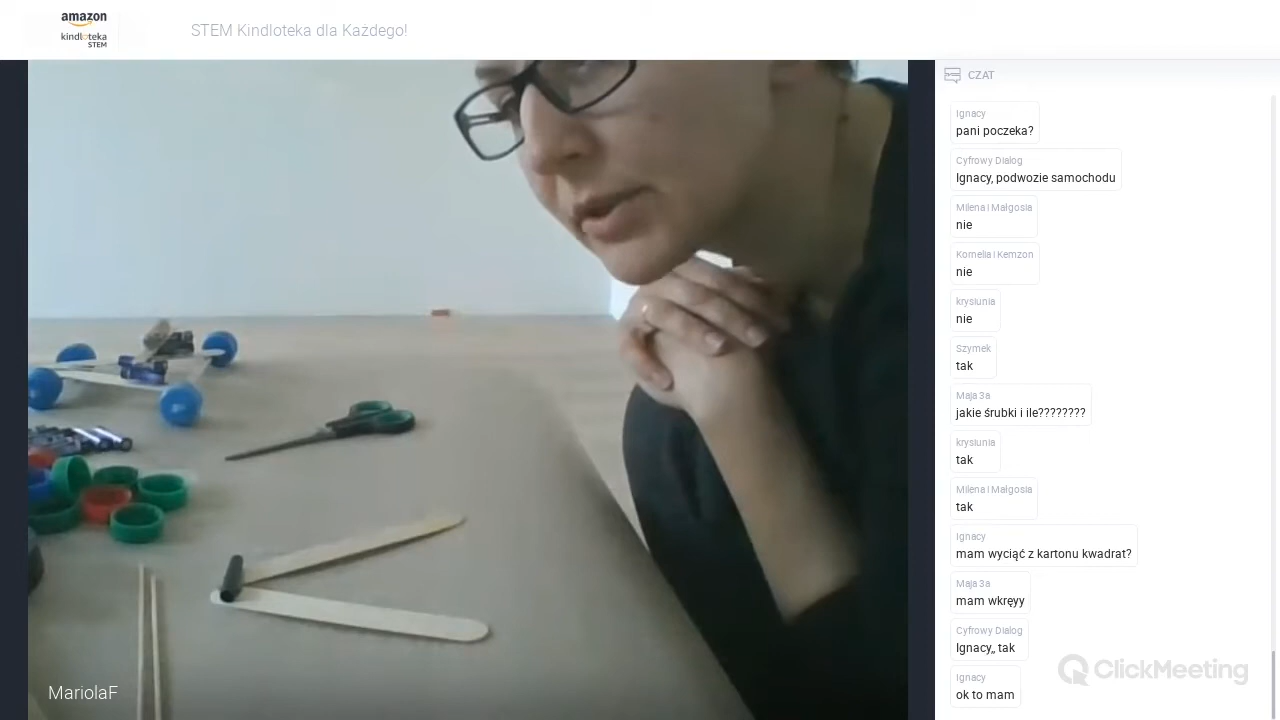 amazon
kindloteka
STEM
STEM Kindloteka dla Każdego!
CZAT
Ignacy
pani poczeka?
Cyfrowy Dialog
Ignacy, podwozie samochodu
Milena i Małgosia
nie
Kornelia i Kemzon
nie
krysiunia
nie
Szymek
tak
Maja 3a
jakie śrubki i ile????????
krysiunia
tak
Milena i Małgosia
tak
Ignacy
mam wyciąć z kartonu kwadrat?
Maja 3a
mam wkręyy
Cyfrowy Dialog
Ignacy,, tak
Ignacy
ok to mam
MariolaF
ClickMeeting